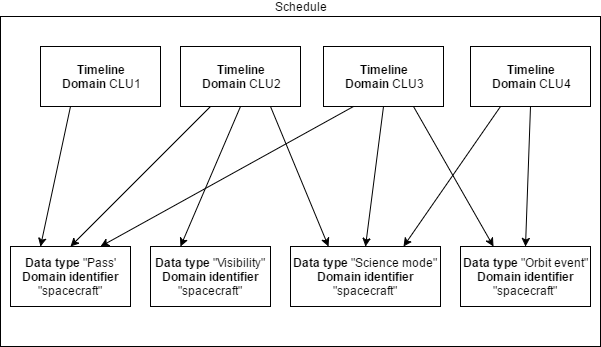 Schedule
Timeline
Domain CLU1
Timeline
Domain CLU2
Timeline
Domain CLU3
Timeline
Domain CLU4
Data type "Pass'
Domain identifier
"spacecraft"
Data type "Visibility"
Domain identifier
"spacecraft"
Data type "Science mode"
Domain identifier
"spacecraft"
Data type "Orbit event"
Domain identifier
"spacecraft"